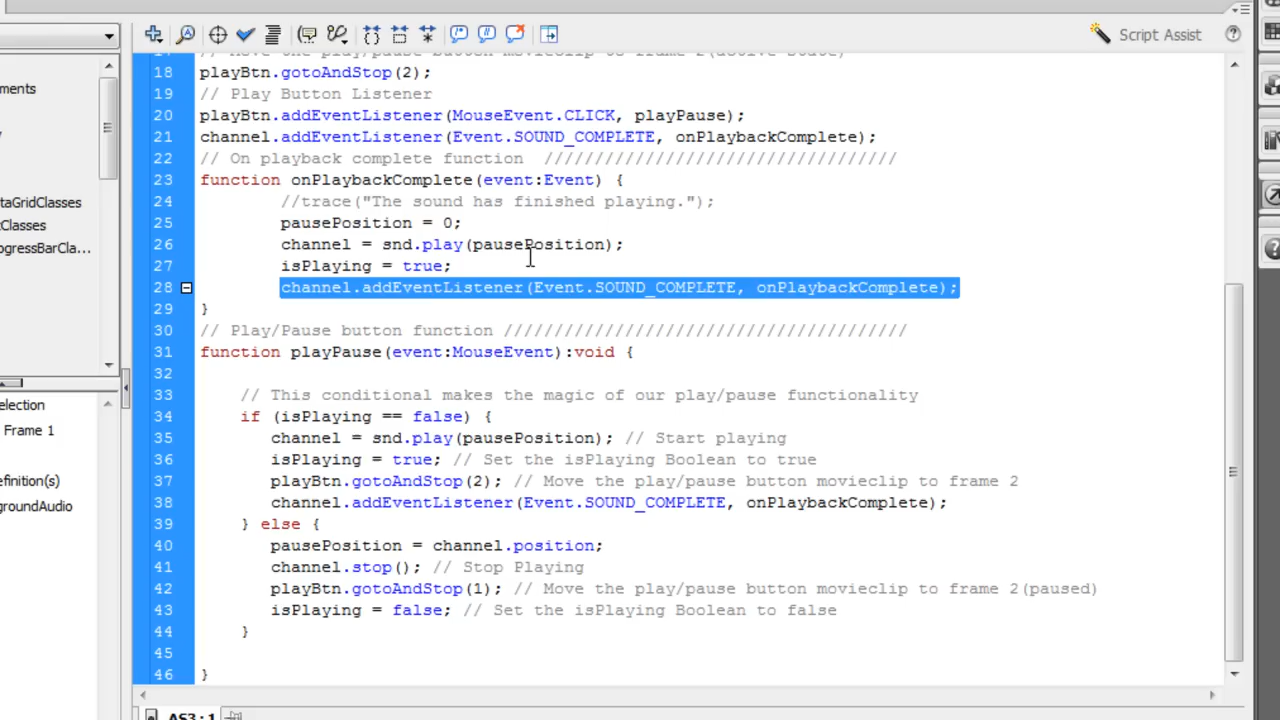 Script Assist
ments
taGridClasses
Classes
ogressBarCla...
election
Frame 1
efinition(s)
groundAudio
18 playBtn.gotoAndStop(2);
19 // Play Button Listener
20 playBtn.addEventListener(MouseEvent.CLICK, playPause);
21 channel.addEventListener(Event.SOUND_COMPLETE, onPlaybackComplete);
22 // On playback complete function ///////////////////////////////////
23 function onPlaybackComplete(event:Event) {
24 //trace("The sound has finished playing.");
25 pausePosition = 0;
26 channel = snd.play(pausePosition);
27 isPlaying = true;
28 channel.addEventListener(Event.SOUND_COMPLETE, onPlaybackComplete);
29 }
30 // Play/Pause button function ////////////////////////////////////////
31 function playPause(event:MouseEvent):void {
32
33 // This conditional makes the magic of our play/pause functionality
34 if (isPlaying == false) {
35 channel = snd.play(pausePosition); // Start playing
36 isPlaying = true; // Set the isPlaying Boolean to true
37 playBtn.gotoAndStop(2); // Move the play/pause button movieclip to frame 2
38 channel.addEventListener(Event.SOUND_COMPLETE, onPlaybackComplete);
39 } else {
40 pausePosition = channel.position;
41 channel.stop(); // Stop Playing
42 playBtn.gotoAndStop(1); // Move the play/pause button movieclip to frame 2(paused)
43 isPlaying = false; // Set the isPlaying Boolean to false
44 }
45
46 }
AS3 : 1